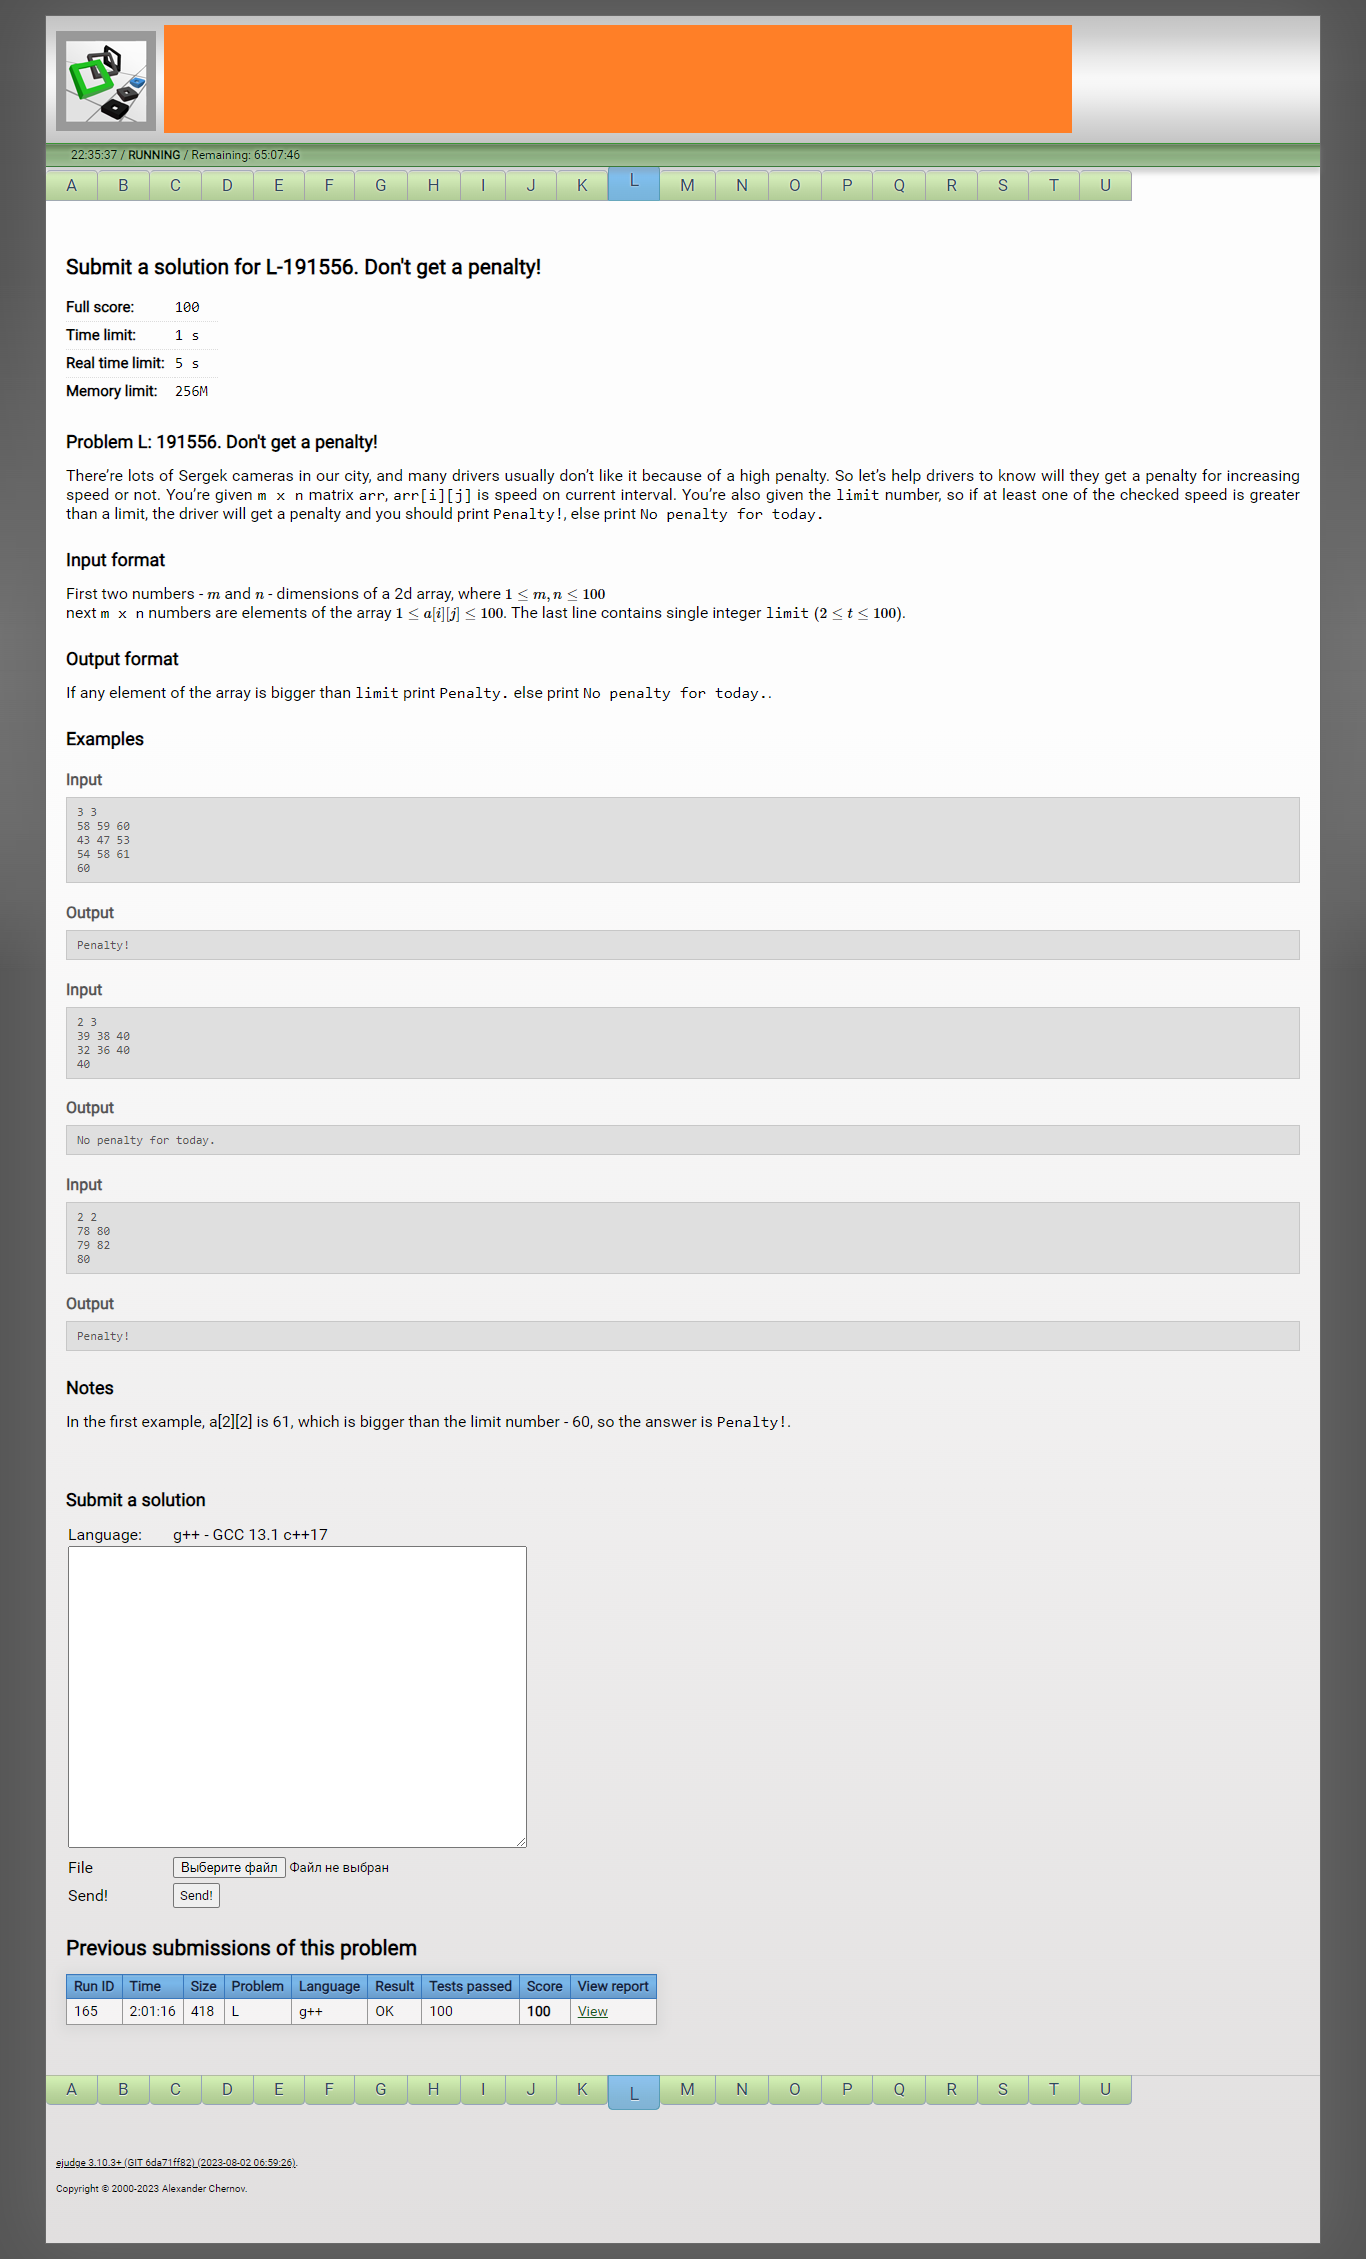 22:35:37 / RUNNING / Remaining: 65:07:46
A B C D E F G H I J K L M N O P Q R S T U
Submit a solution for L-191556. Don't get a penalty!
Full score: 100
Time limit: 1 s
Real time limit: 5 s
Memory limit: 256M
Problem L: 191556. Don't get a penalty!
There’re lots of Sergek cameras in our city, and many drivers usually don’t like it because of a high penalty. So let’s help drivers to know will they get a penalty for increasing
speed or not. You’re given m x n matrix arr, arr[i][j] is speed on current interval. You’re also given the limit number, so if at least one of the checked speed is greater
than a limit, the driver will get a penalty and you should print Penalty!, else print No penalty for today.
Input format
First two numbers - m and n - dimensions of a 2d array, where 1 ≤ m, n ≤ 100
next m x n numbers are elements of the array 1 ≤ a[i][j] ≤ 100. The last line contains single integer limit (2 ≤ t ≤ 100).
Output format
If any element of the array is bigger than limit print Penalty. else print No penalty for today..
Examples
Input
3 3
58 59 60
43 47 53
54 58 61
60
Output
Penalty!
Input
2 3
39 38 40
32 36 40
40
Output
No penalty for today.
Input
2 2
78 80
79 82
80
Output
Penalty!
Notes
In the first example, a[2][2] is 61, which is bigger than the limit number - 60, so the answer is Penalty!.
Submit a solution
Language: g++ - GCC 13.1 c++17
File Выберите файл Файл не выбран
Send! Send!
Previous submissions of this problem
Run ID Time Size Problem Language Result Tests passed Score View report
165 2:01:16 418 L g++ OK 100 100 View
A B C D E F G H I J K L M N O P Q R S T U
ejudge 3.10.3+ (GIT 6da71ff82) (2023-08-02 06:59:26).
Copyright © 2000-2023 Alexander Chernov.